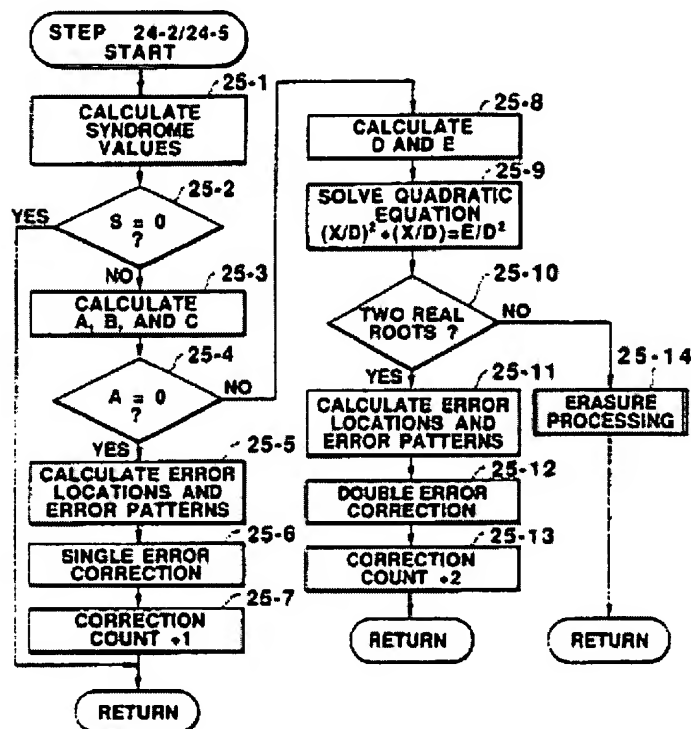 STEP 24-2/24-5
START
25-1
CALCULATE
SYNDROME
VALUES
25-2
YES
S = 0
?
NO
25-3
CALCULATE
A, B, AND C
25-4
A = 0
?
NO
YES
25-5
CALCULATE ERROR
LOCATIONS AND
ERROR PATTERNS
25-6
SINGLE ERROR
CORRECTION
25-7
CORRECTION
COUNT +1
RETURN
25-8
CALCULATE
D AND E
25-9
SOLVE QUADRATIC
EQUATION
(X/D)²+(X/D)=E/D²
25-10
TWO REAL
ROOTS ?
NO
YES
25-11
CALCULATE ERROR
LOCATIONS AND
ERROR PATTERNS
25-12
DOUBLE ERROR
CORRECTION
25-13
CORRECTION
COUNT +2
RETURN
25-14
ERASURE
PROCESSING
RETURN